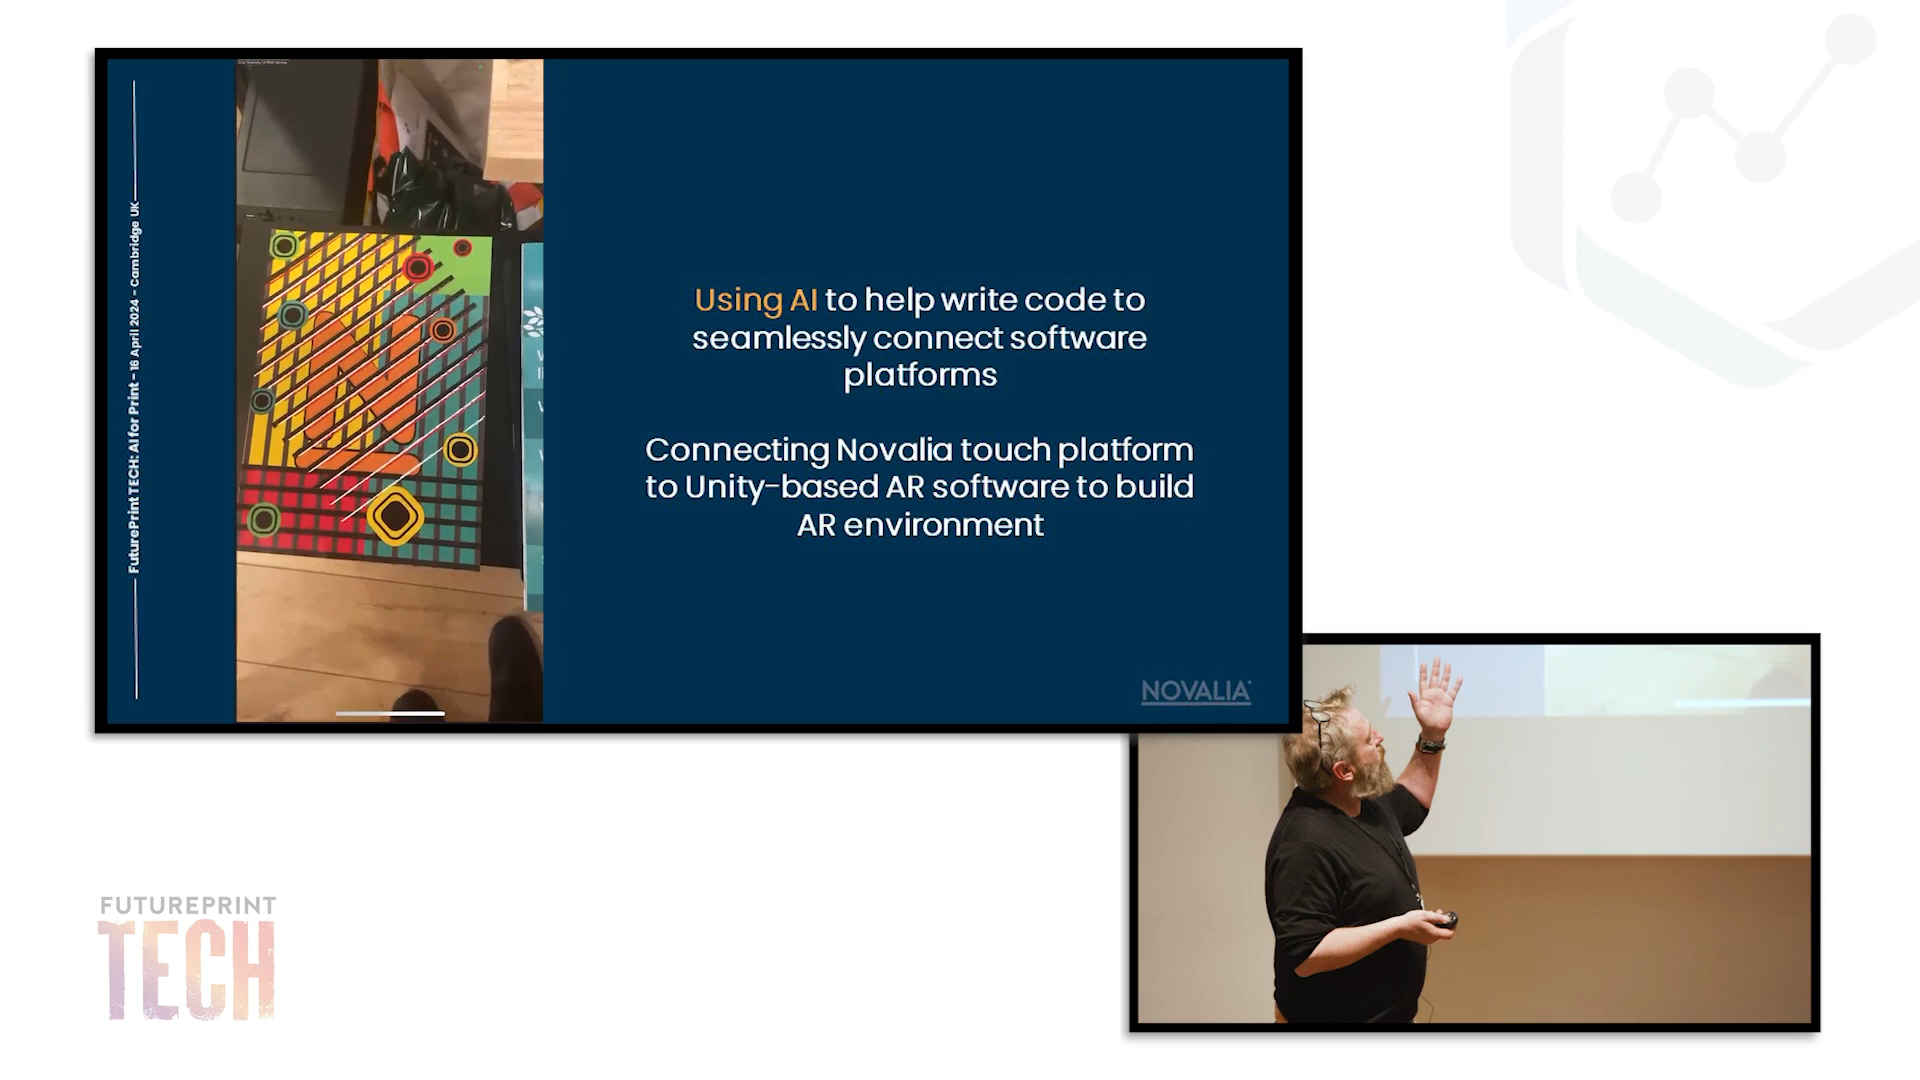 FuturePrint TECH: AI for Print - 16 April 2024 - Cambridge UK
Using AI to help write code to
seamlessly connect software
platforms
Connecting Novalia touch platform
to Unity-based AR software to build
AR environment
NOVALIA
FUTUREPRINT
TECH